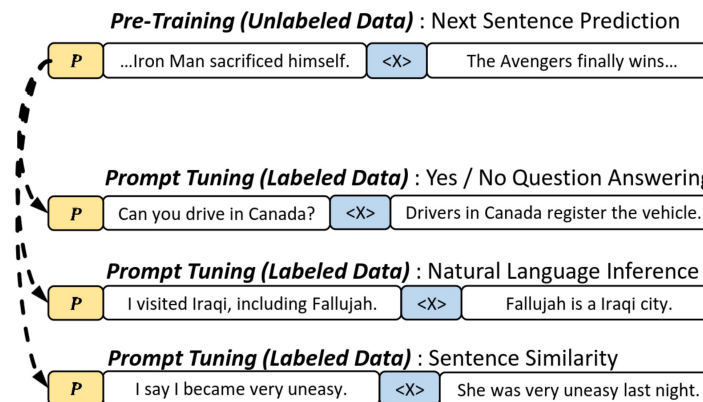 Pre-Training (Unlabeled Data) : Next Sentence Prediction
P ...Iron Man sacrificed himself. <X> The Avengers finally wins...
Prompt Tuning (Labeled Data) : Yes / No Question Answering
P Can you drive in Canada? <X> Drivers in Canada register the vehicle.
Prompt Tuning (Labeled Data) : Natural Language Inference
P I visited Iraqi, including Fallujah. <X> Fallujah is a Iraqi city.
Prompt Tuning (Labeled Data) : Sentence Similarity
P I say I became very uneasy. <X> She was very uneasy last night.